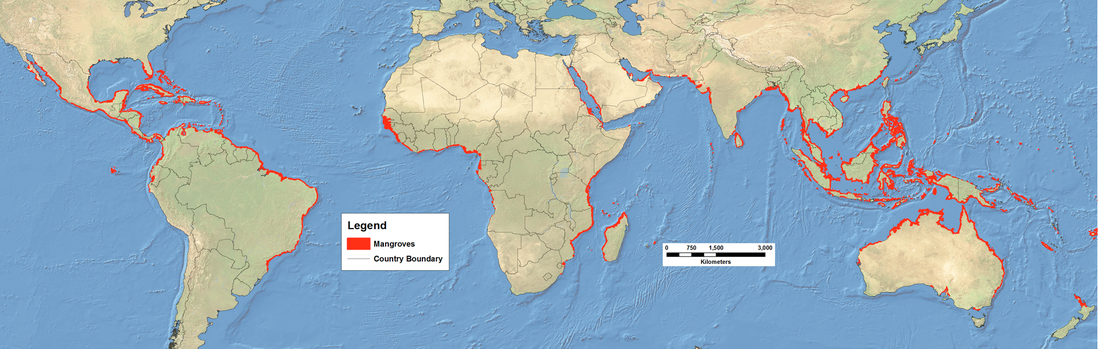 Legend
Mangroves
Country Boundary
0 750 1,500 3,000
Kilometers